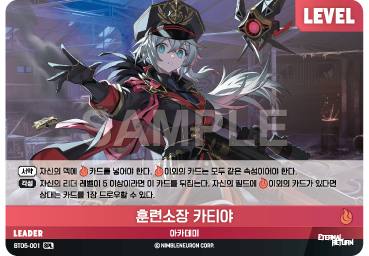 LEVEL
SAMPLE
서약 자신의 덱에 카드를 넣어야 한다. 이외의 카드는 모두 같은 속성이어야 한다.
각성 자신의 리더 레벨이 6 이상이라면 이 카드를 뒤집는다. 자신의 필드에 이외의 카드가 있다면
상대는 카드를 1장 드로우할 수 있다.
훈련소장 카티야
LEADER
아카데미
BT05-001
ⓒ NIMBLENEURON CORP.
ETERNAL RETURN